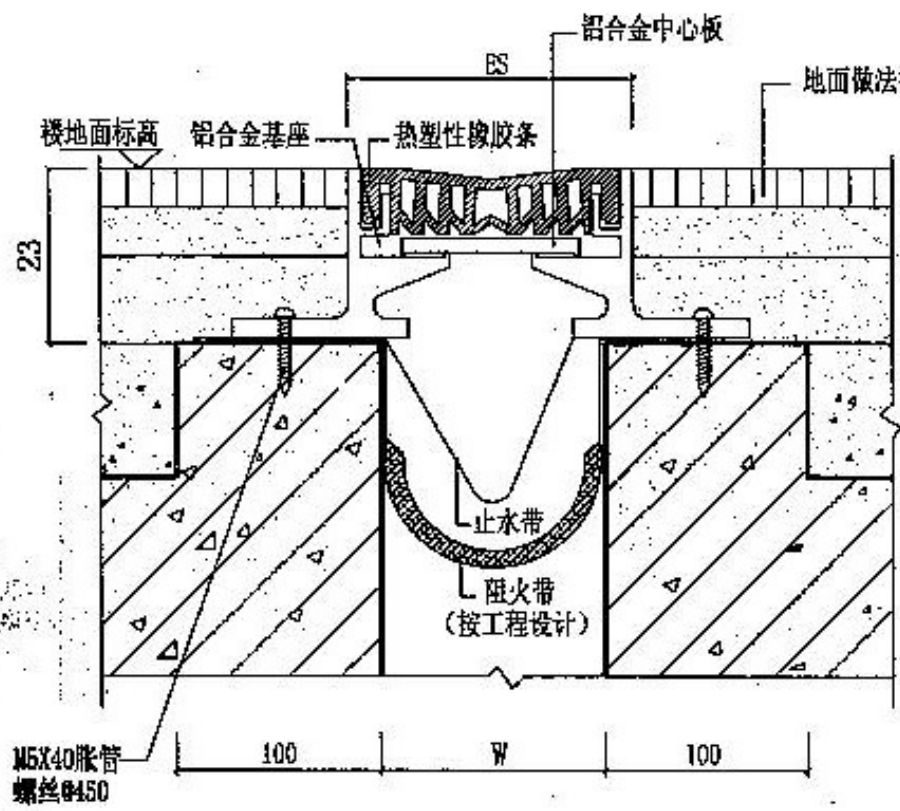 铝合金中心板
ES
地面做法
楼地面标高
铝合金基座
热塑性橡胶条
23
止水带
阻火带
(按工程设计)
M5X40胀管
螺丝@450
100
W
100